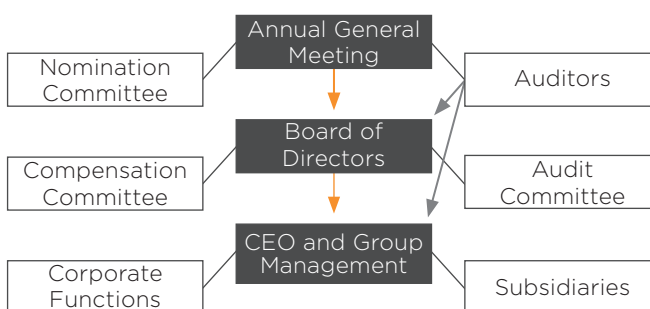 Annual General
Meeting
Nomination
Committee
Auditors
Board of
Directors
Compensation
Committee
Audit
Committee
CEO and Group
Management
Corporate
Functions
Subsidiaries